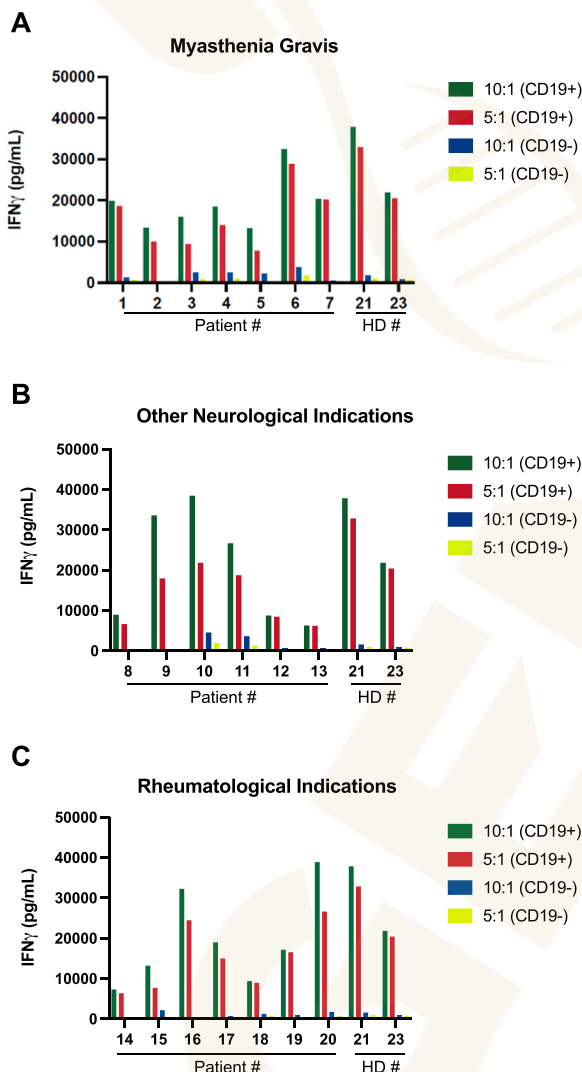 A
Myasthenia Gravis
IFNγ (pg/mL)
50000
40000
30000
20000
10000
0
1 2 3 4 5 6 7 21 23
Patient # HD #
10:1 (CD19+)
5:1 (CD19+)
10:1 (CD19-)
5:1 (CD19-)
B
Other Neurological Indications
IFNγ (pg/mL)
50000
40000
30000
20000
10000
0
8 9 10 11 12 13 21 23
Patient # HD #
10:1 (CD19+)
5:1 (CD19+)
10:1 (CD19-)
5:1 (CD19-)
C
Rheumatological Indications
IFNγ (pg/mL)
50000
40000
30000
20000
10000
0
14 15 16 17 18 19 20 21 23
Patient # HD #
10:1 (CD19+)
5:1 (CD19+)
10:1 (CD19-)
5:1 (CD19-)